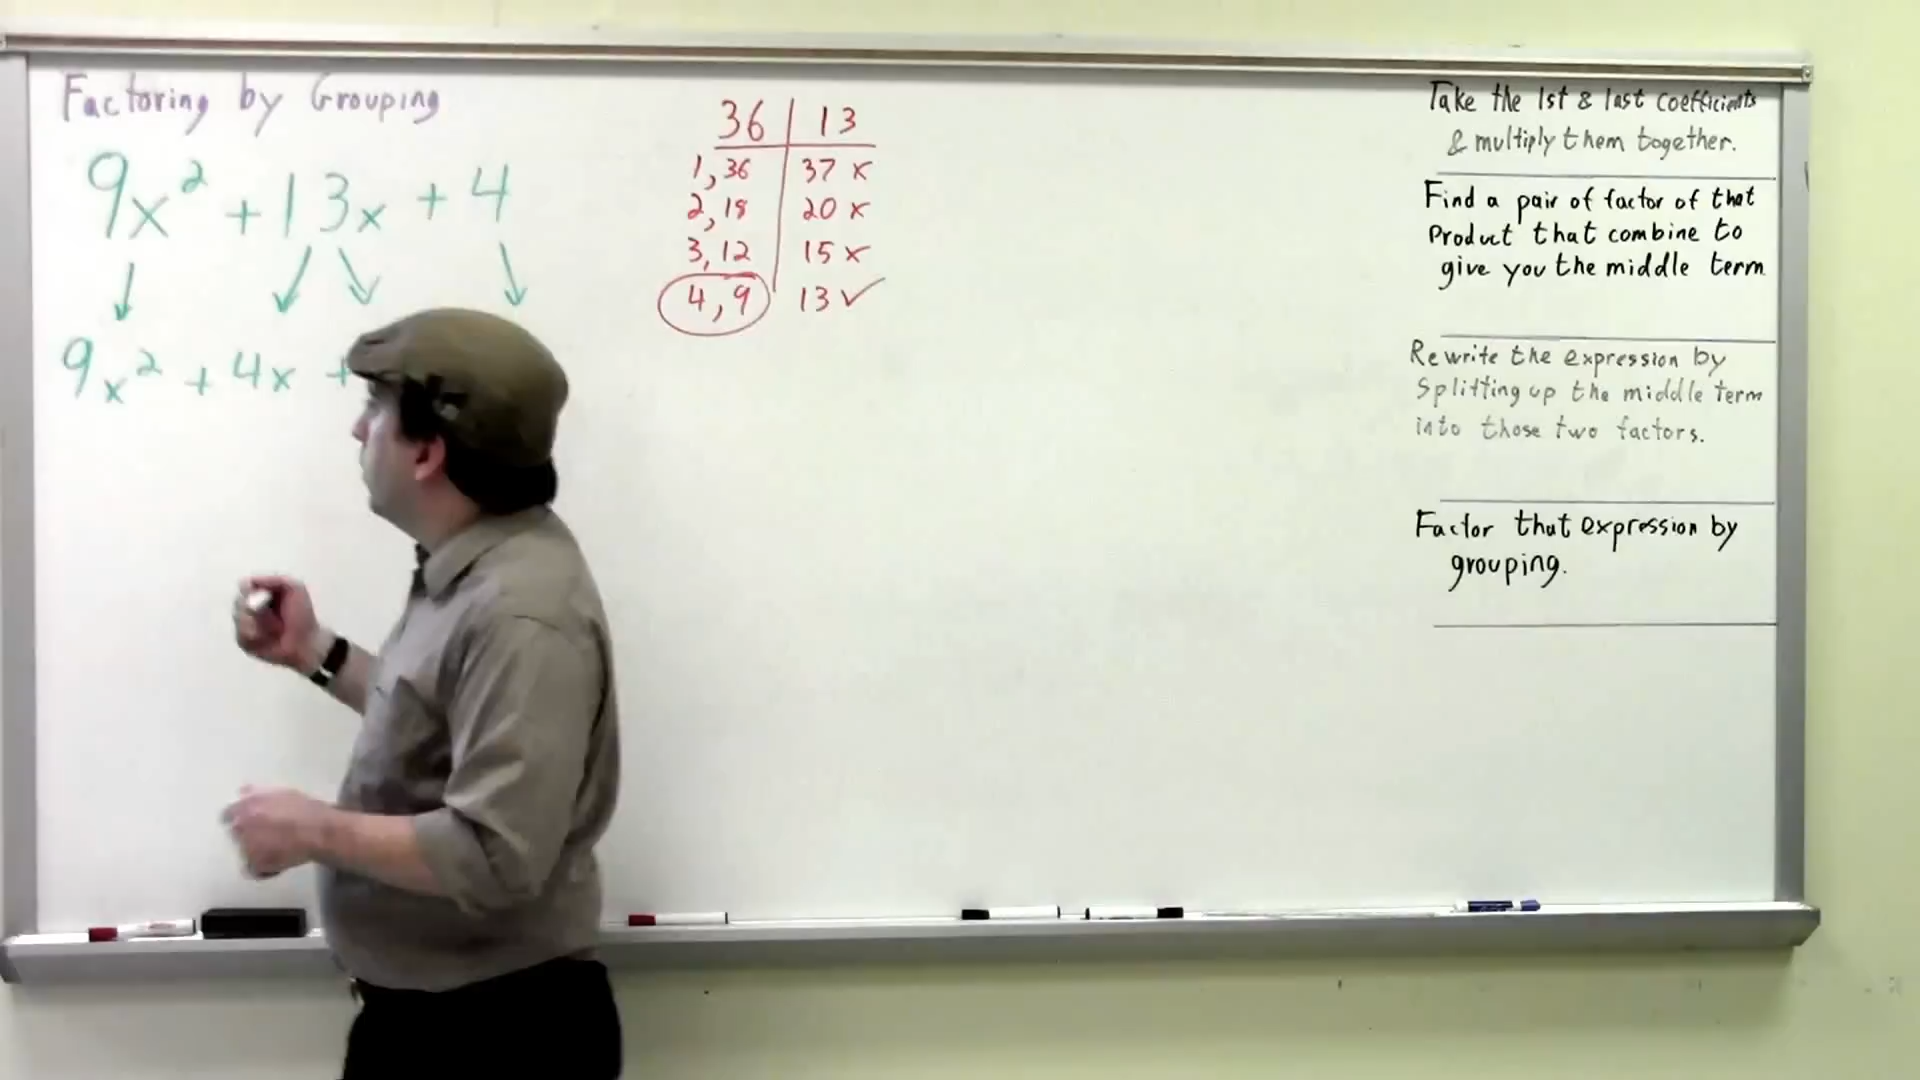 Factoring by Grouping
9x² + 13x + 4
9x² + 4x +
36 | 13
1, 36 | 37 x
2, 18 | 20 x
3, 12 | 15 x
4, 9 | 13 ✓
Take the 1st & last coefficients
& multiply them together.
Find a pair of factor of that
Product that combine to
give you the middle term
Rewrite the expression by
Splitting up the middle term
into those two factors.
Factor that expression by
grouping.